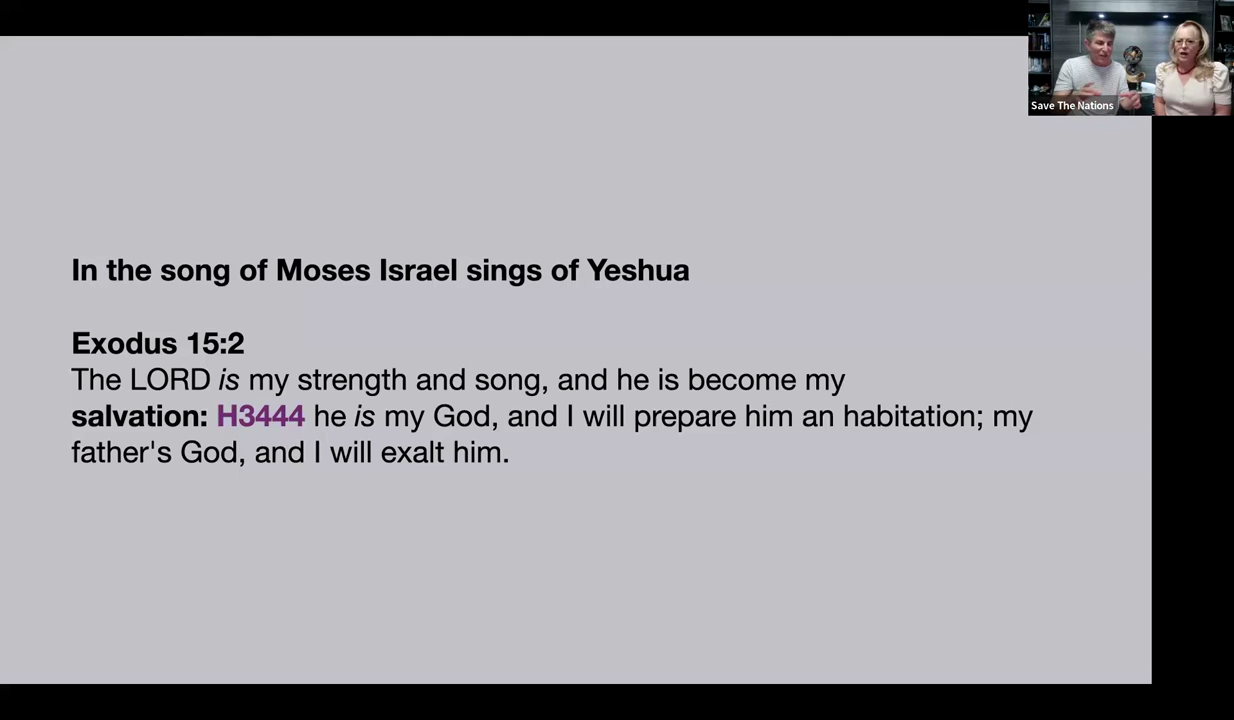 Save The Nations
In the song of Moses Israel sings of Yeshua
Exodus 15:2
The LORD is my strength and song, and he is become my
salvation: H3444 he is my God, and I will prepare him an habitation; my
father's God, and I will exalt him.